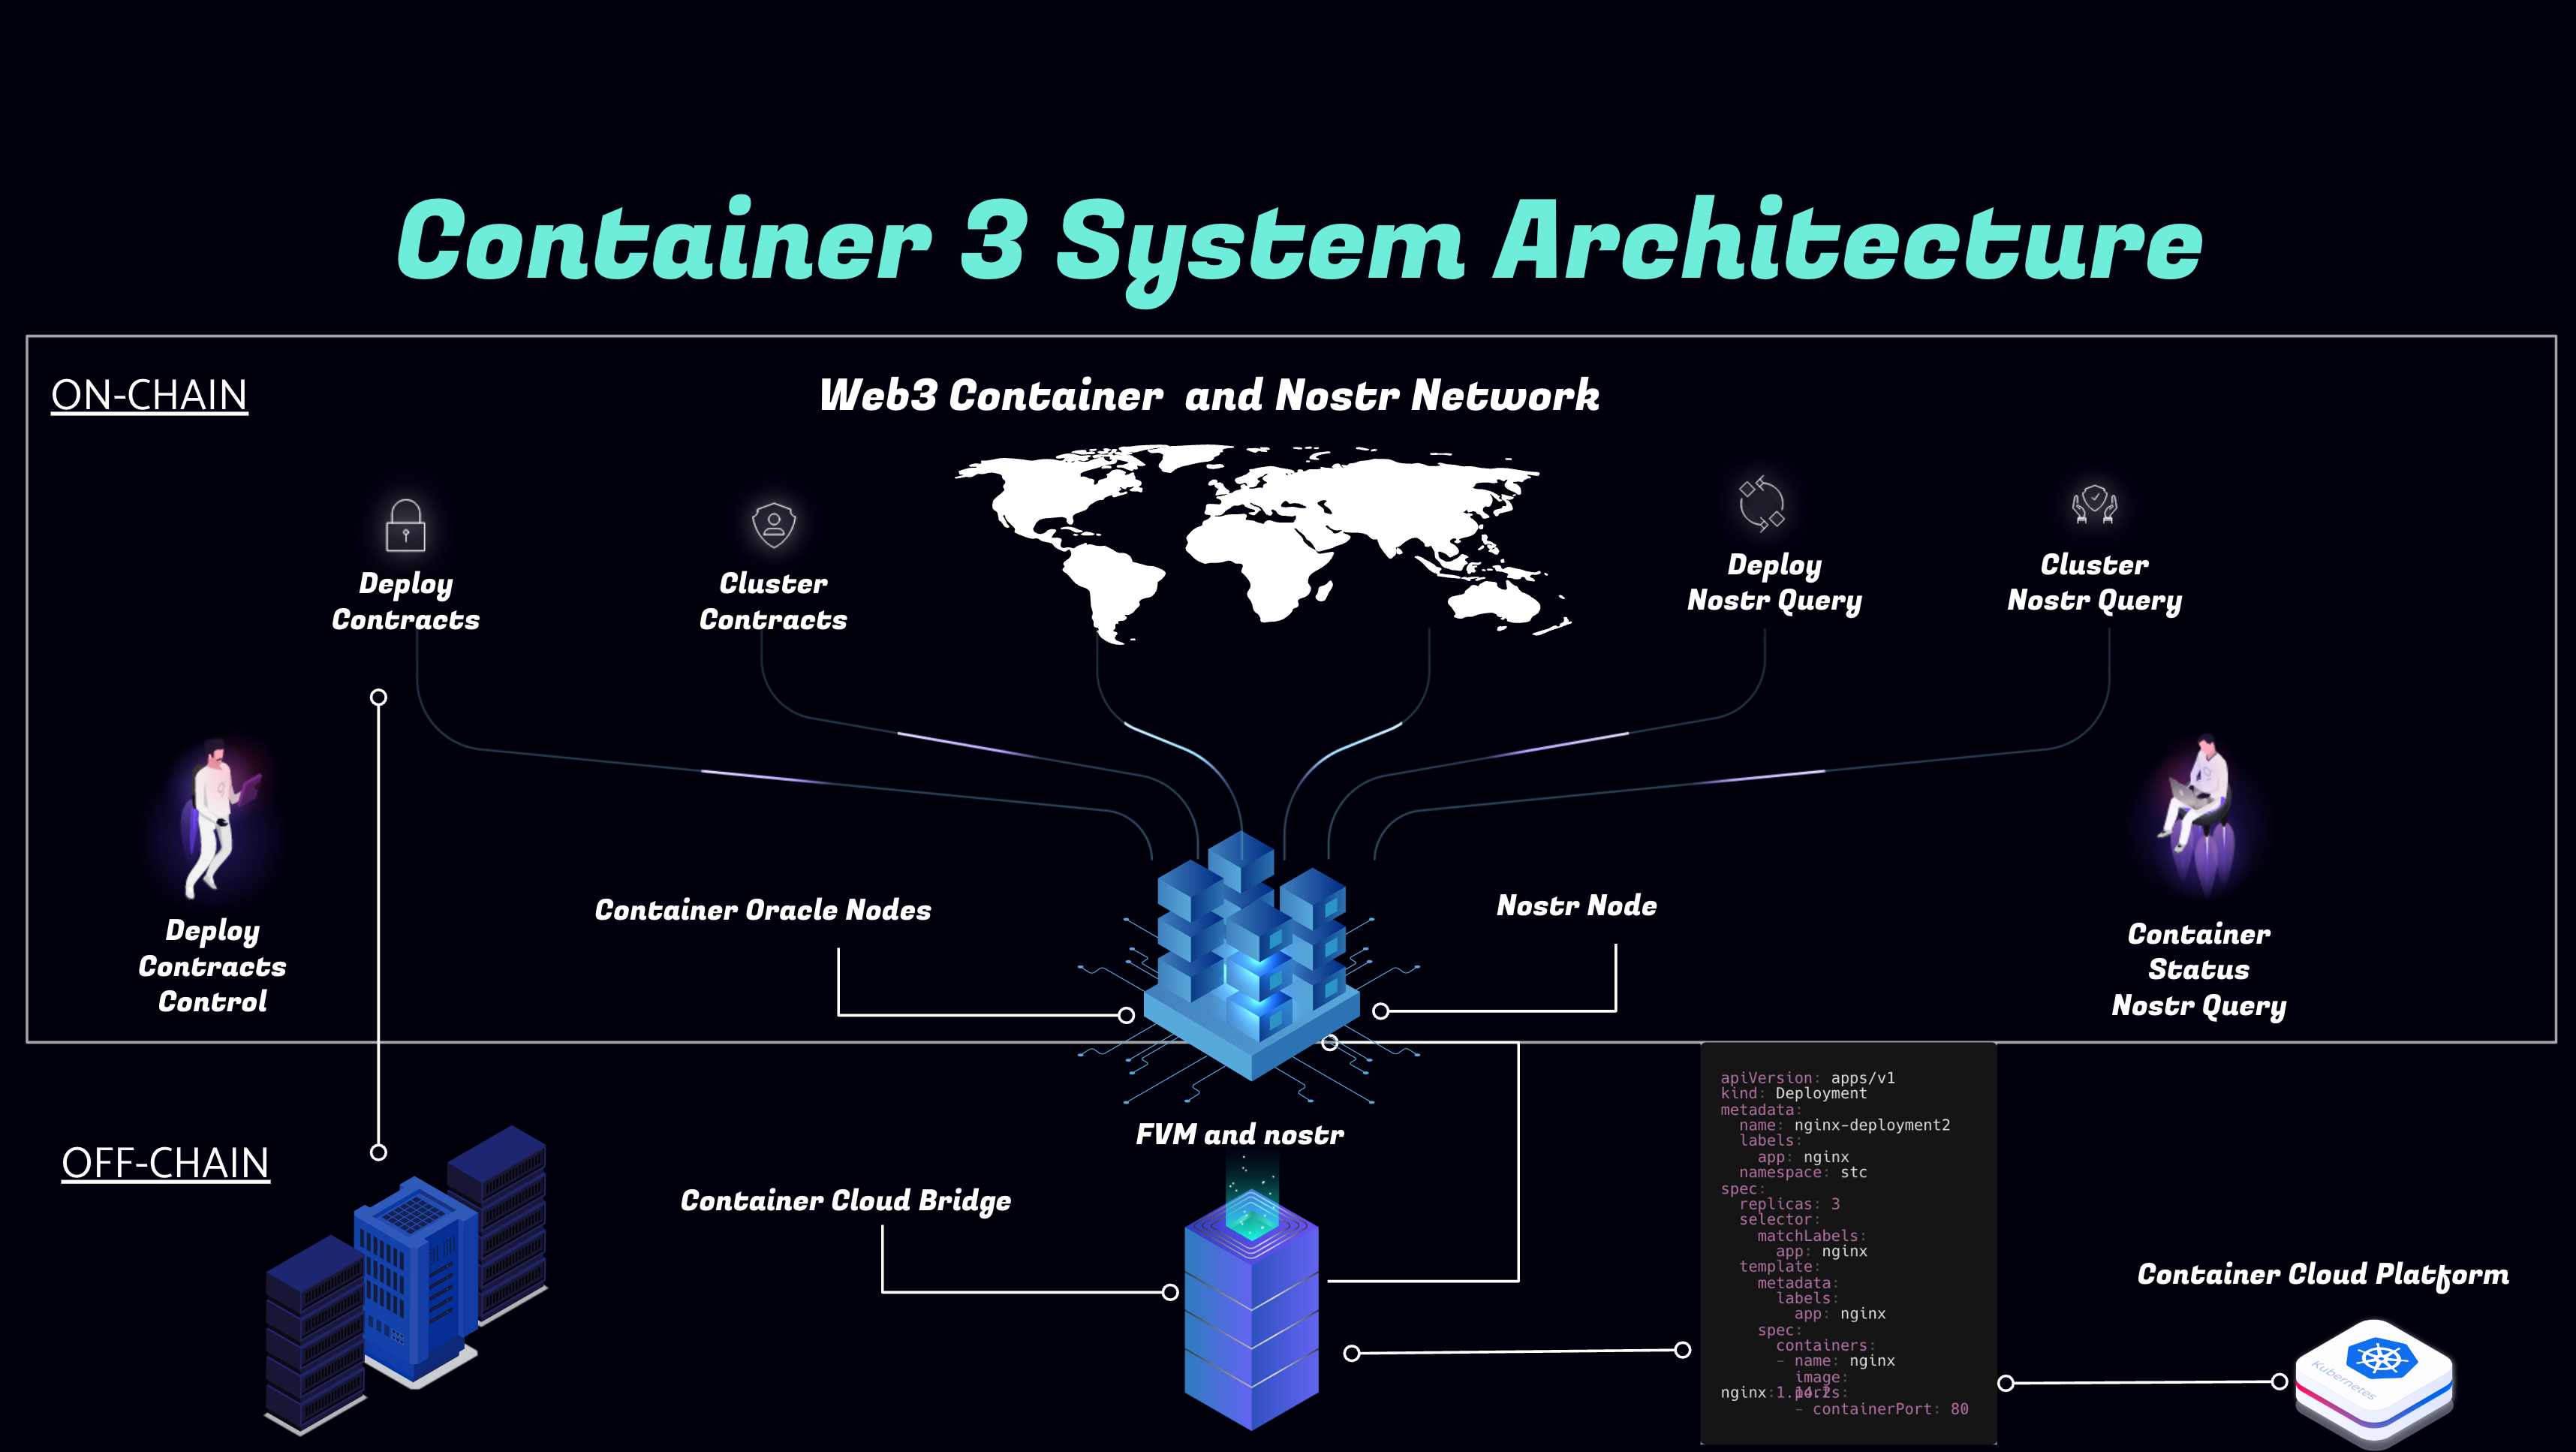 Container 3 System Architecture
ON-CHAIN
Web3 Container and Nostr Network
Deploy
Contracts
Cluster
Contracts
Deploy
Nostr Query
Cluster
Nostr Query
Deploy
Contracts
Control
Container Oracle Nodes
Nostr Node
Container
Status
Nostr Query
OFF-CHAIN
FVM and nostr
Container Cloud Bridge
apiVersion: apps/v1
kind: Deployment
metadata:
  name: nginx-deployment2
  labels:
    app: nginx
  namespace: stc
spec:
  replicas: 3
  selector:
    matchLabels:
      app: nginx
  template:
    metadata:
      labels:
        app: nginx
    spec:
      containers:
      - name: nginx
        image:
nginx:1.14.2
        ports:
        - containerPort: 80
Container Cloud Platform
Kubernetes